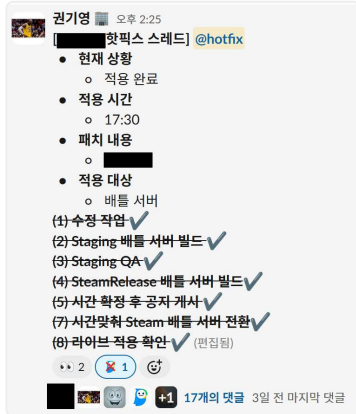 권기영 오후 2:25
[ 핫픽스 스레드] @hotfix
현재 상황
적용 완료
적용 시간
17:30
패치 내용
적용 대상
배틀 서버
(1) 수정 작업
(2) Staging 배틀 서버 빌드
(3) Staging QA
(4) SteamRelease 배틀 서버 빌드
(5) 시간 확정 후 공지 게시
(7) 시간맞춰 Steam 배틀 서버 전환
(8) 라이브 적용 확인 (편집됨)
2 1
+1 17개의 댓글 3일 전 마지막 댓글